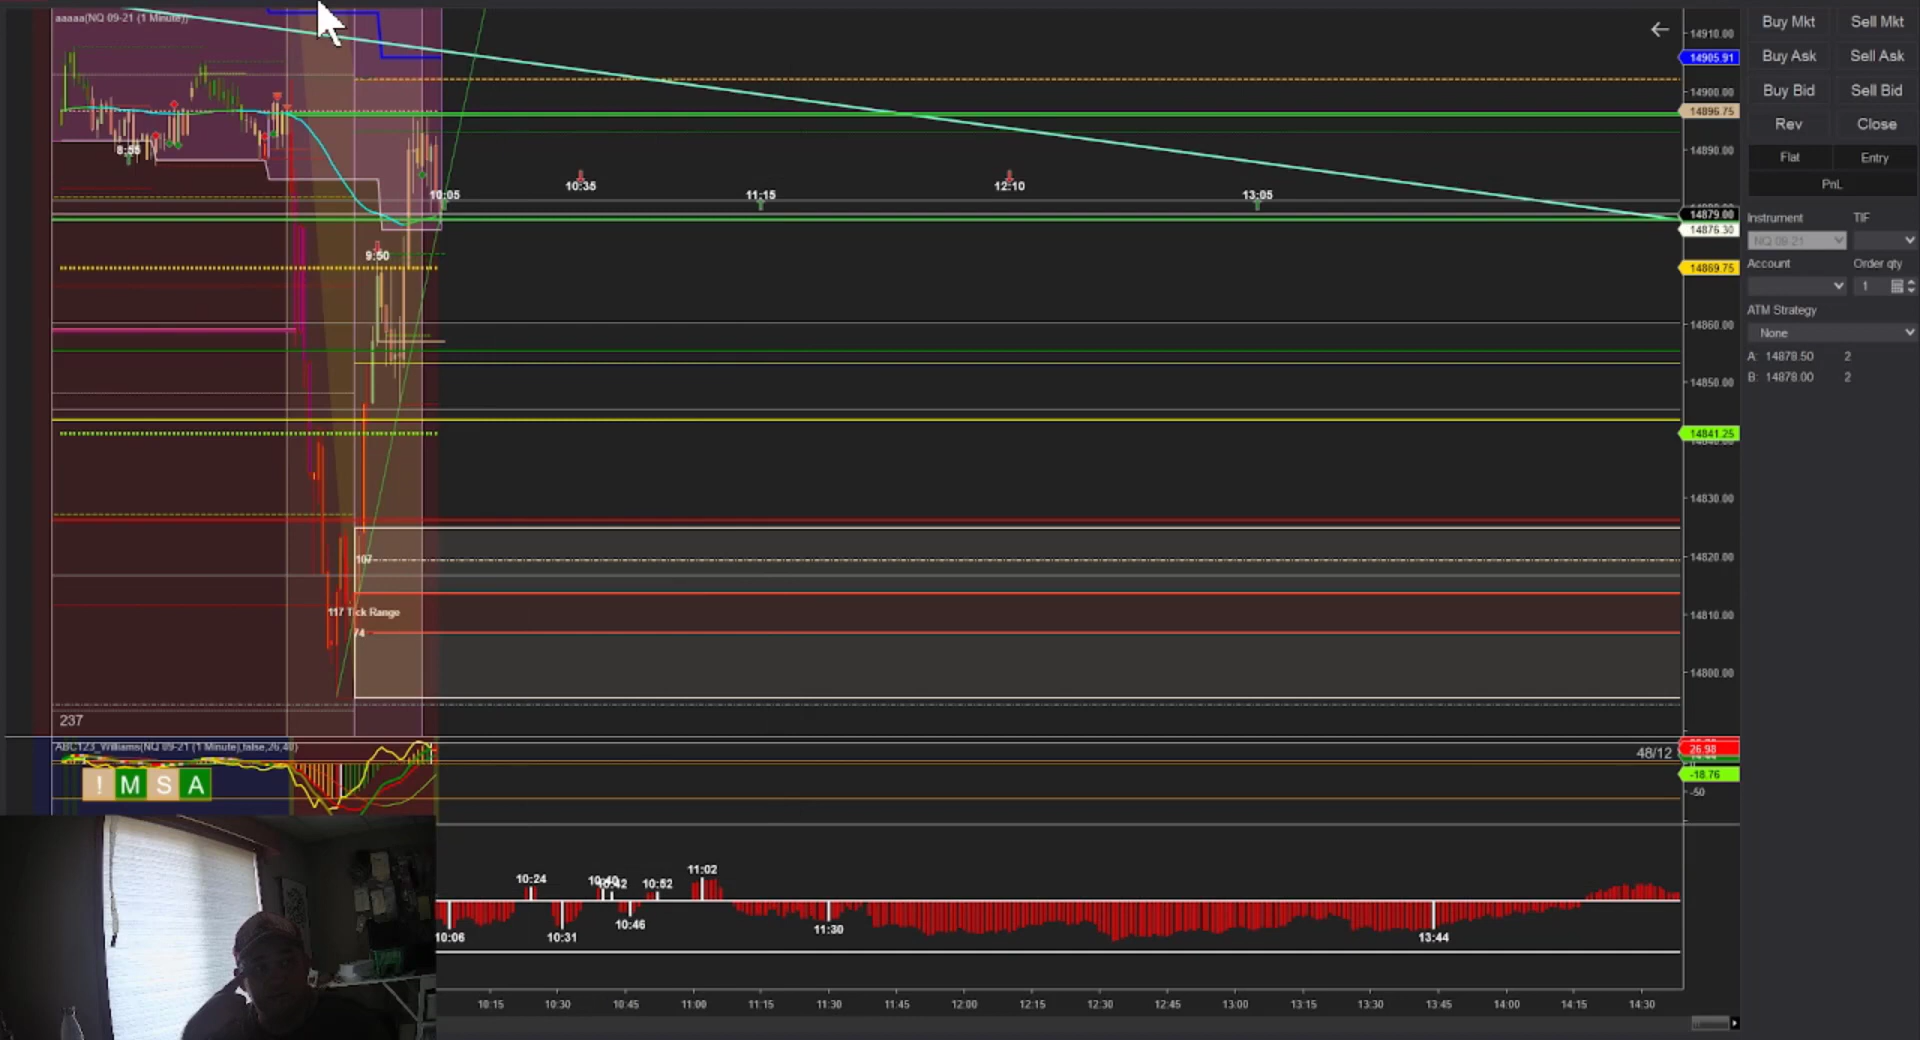 aaaaa(NQ 09-21 (1 Minute))
14910.00
Buy Mkt Sell Mkt
14905.91
Buy Ask Sell Ask
14900.00
Buy Bid Sell Bid
14896.75
Rev Close
8:55
14890.00
Flat Entry
10:35 12:10
PnL
10:05 11:15 13:05
14879.00
Instrument TIF
14876.30
NQ 09-21
9:50
14869.75
Account Order qty
1
ATM Strategy
14860.00
None
A: 14878.50 2
B: 14878.00 2
14850.00
14841.25
14830.00
107
14820.00
117 Tick Range
14810.00
74
14800.00
237
ABC123_Williams(NQ 09-21 (1 Minute),false,26,40)
48/12
26.98
-18.76
! M S A
-50
11:02
10:24 10:52
10:46
11:30
10:06 10:31 13:44
10:15 10:30 10:45 11:00 11:15 11:30 11:45 12:00 12:15 12:30 12:45 13:00 13:15 13:30 13:45 14:00 14:15 14:30